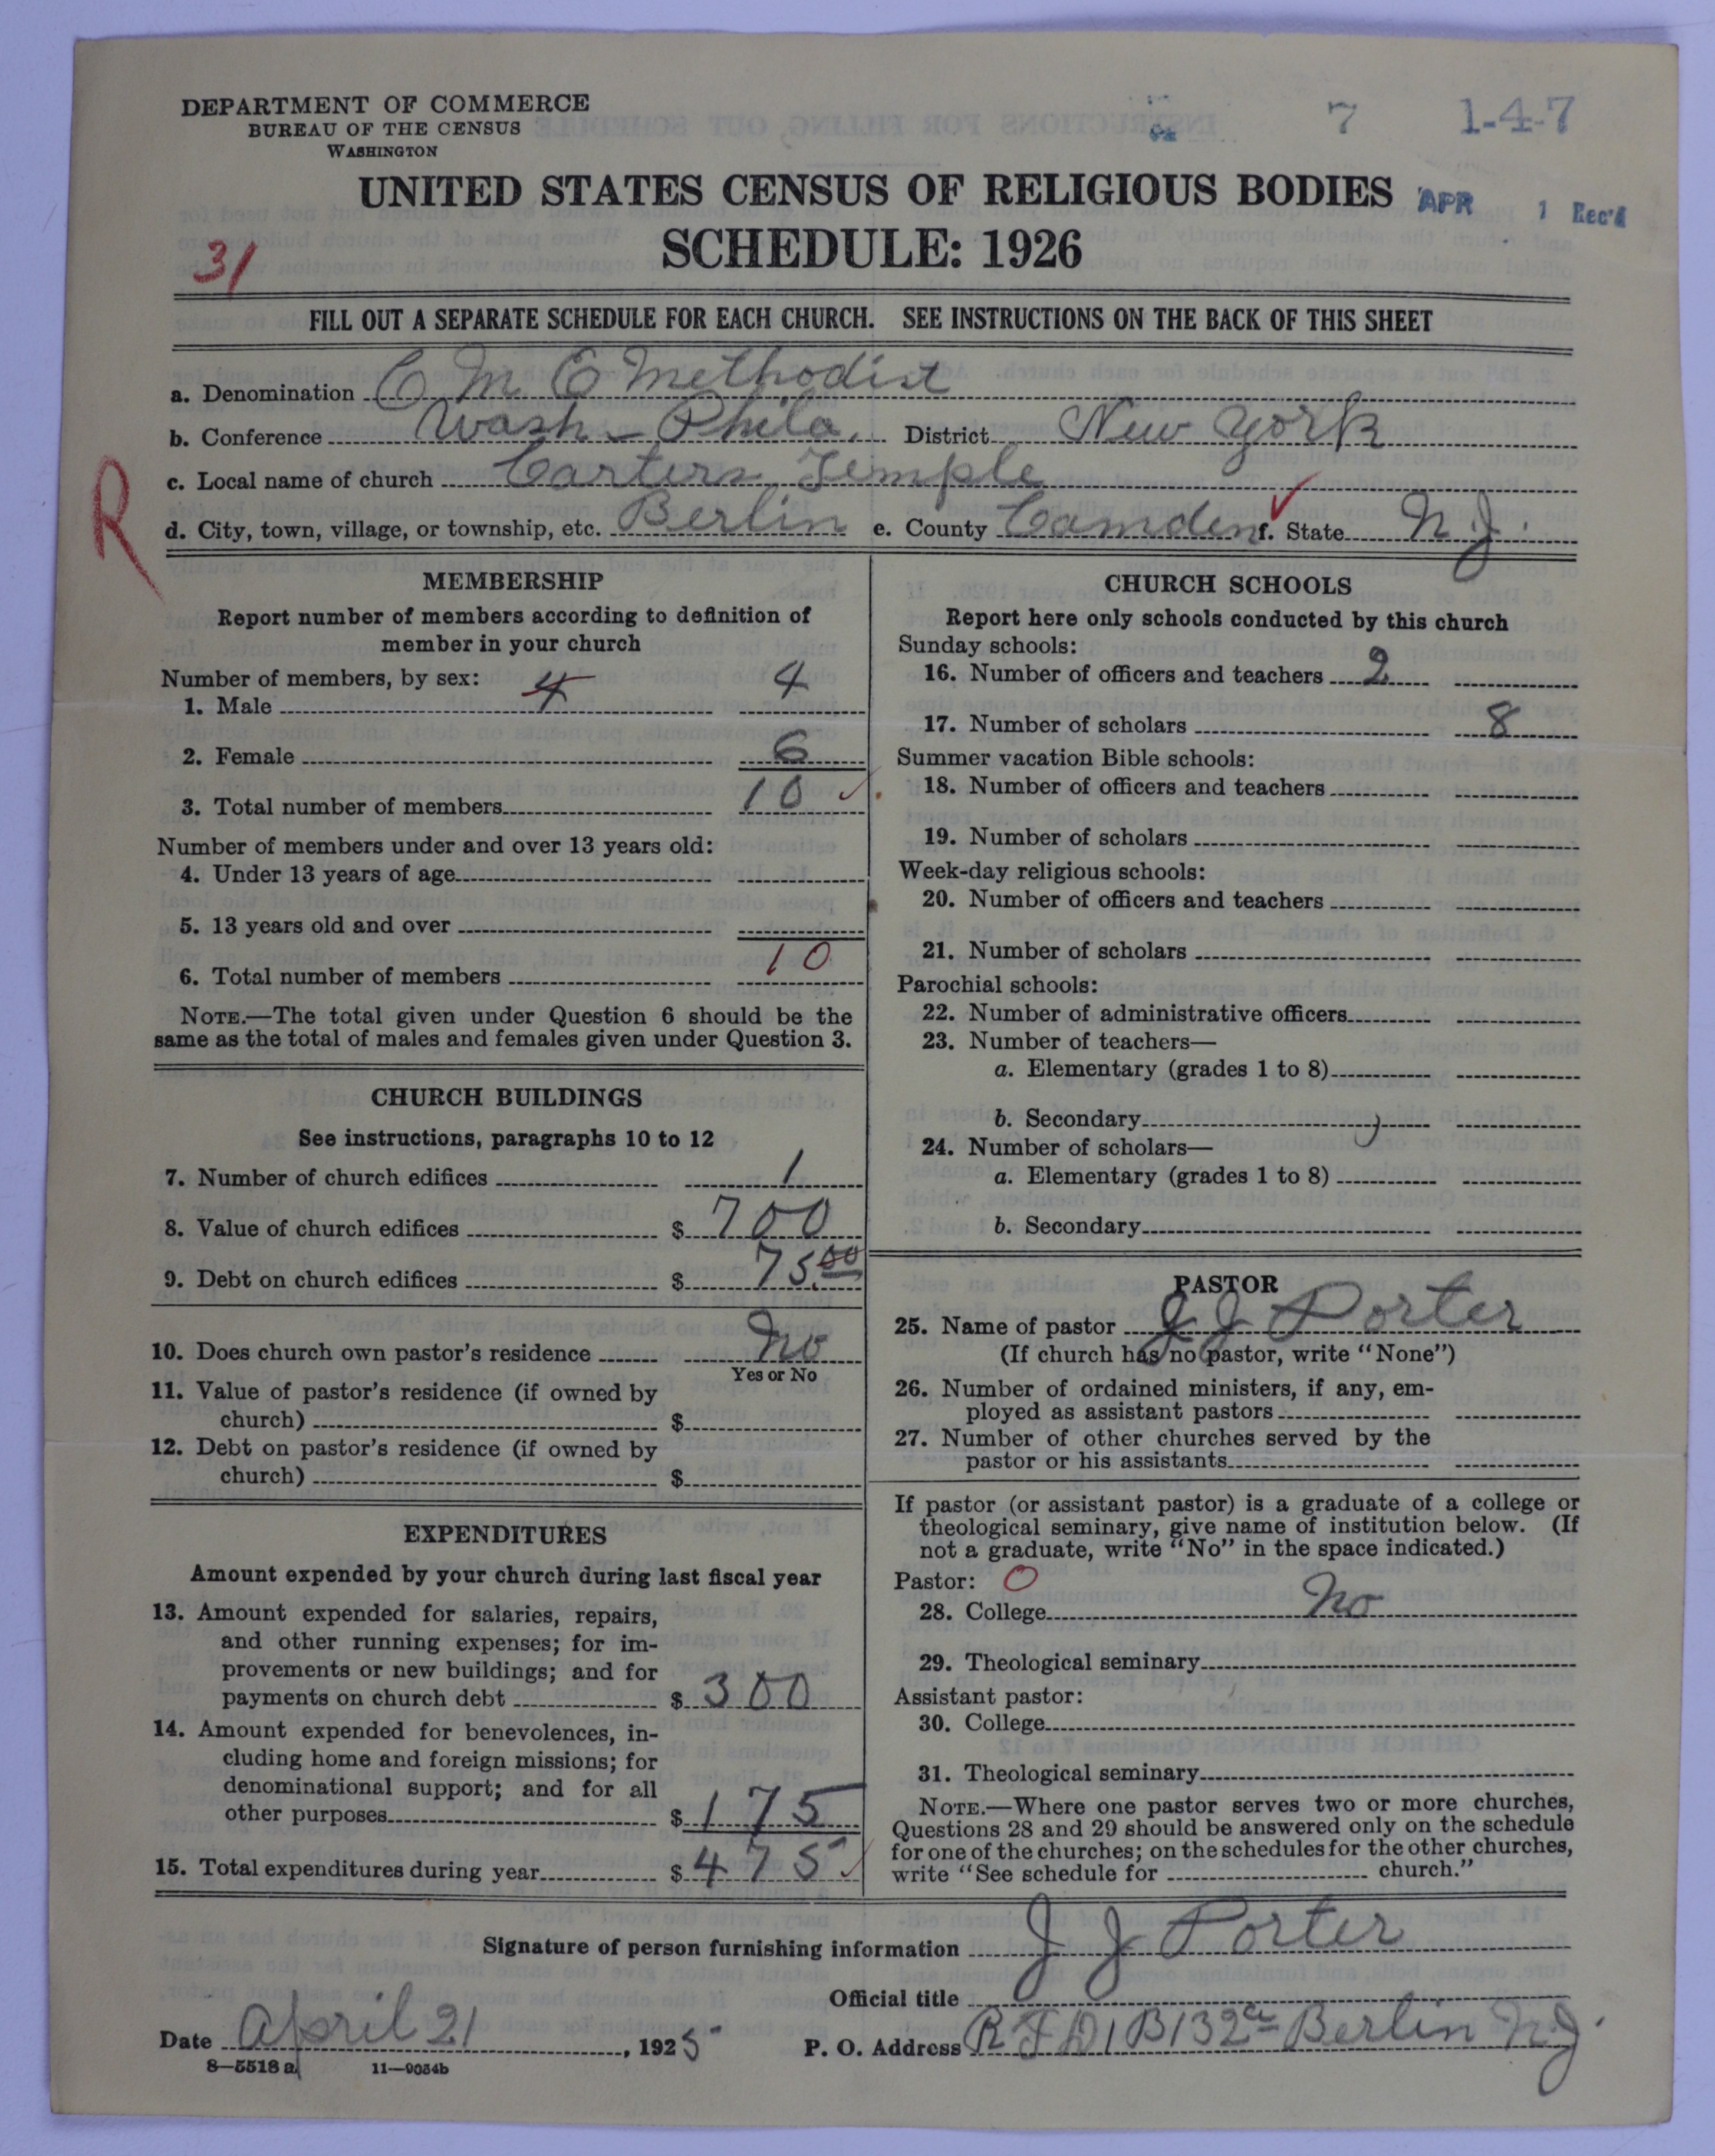 DEPARTMENT OF COMMERCE
BUREAU OF THE CENSUS
WASHINGTON
7 1-4-7
UNITED STATES CENSUS OF RELIGIOUS BODIES
APR 1 Rec'd
SCHEDULE: 1926
31
FILL OUT A SEPARATE SCHEDULE FOR EACH CHURCH. SEE INSTRUCTIONS ON THE BACK OF THIS SHEET
a. Denomination C M E Methodist
b. Conference Wash - Phila. District New York
c. Local name of church Carters Temple
R
d. City, town, village, or township, etc. Berlin e. County Camden f. State N.J.
MEMBERSHIP
Report number of members according to definition of
member in your church
Number of members, by sex:
1. Male 4 4
2. Female 6
3. Total number of members 10
Number of members under and over 13 years old:
4. Under 13 years of age
5. 13 years old and over
6. Total number of members 10
NOTE.—The total given under Question 6 should be the
same as the total of males and females given under Question 3.
CHURCH BUILDINGS
See instructions, paragraphs 10 to 12
7. Number of church edifices 1
8. Value of church edifices $ 700
9. Debt on church edifices $ 75.00
10. Does church own pastor's residence No
Yes or No
11. Value of pastor's residence (if owned by
church) $
12. Debt on pastor's residence (if owned by
church) $
EXPENDITURES
Amount expended by your church during last fiscal year
13. Amount expended for salaries, repairs,
and other running expenses; for im-
provements or new buildings; and for
payments on church debt $ 300
14. Amount expended for benevolences, in-
cluding home and foreign missions; for
denominational support; and for all
other purposes $ 175
15. Total expenditures during year $ 475
CHURCH SCHOOLS
Report here only schools conducted by this church
Sunday schools:
16. Number of officers and teachers 2
17. Number of scholars 8
Summer vacation Bible schools:
18. Number of officers and teachers
19. Number of scholars
Week-day religious schools:
20. Number of officers and teachers
21. Number of scholars
Parochial schools:
22. Number of administrative officers
23. Number of teachers—
a. Elementary (grades 1 to 8)
b. Secondary
24. Number of scholars—
a. Elementary (grades 1 to 8)
b. Secondary
PASTOR
25. Name of pastor J J Porter
(If church has no pastor, write "None")
26. Number of ordained ministers, if any, em-
ployed as assistant pastors
27. Number of other churches served by the
pastor or his assistants
If pastor (or assistant pastor) is a graduate of a college or
theological seminary, give name of institution below. (If
not a graduate, write "No" in the space indicated.)
Pastor: O
28. College No
29. Theological seminary
Assistant pastor:
30. College
31. Theological seminary
NOTE.—Where one pastor serves two or more churches,
Questions 28 and 29 should be answered only on the schedule
for one of the churches; on the schedules for the other churches,
write "See schedule for church."
Signature of person furnishing information J J Porter
Official title
Date April 21, 1925 P. O. Address R F D 1 B 132a Berlin N.J.
8—5518 a 11—9054b